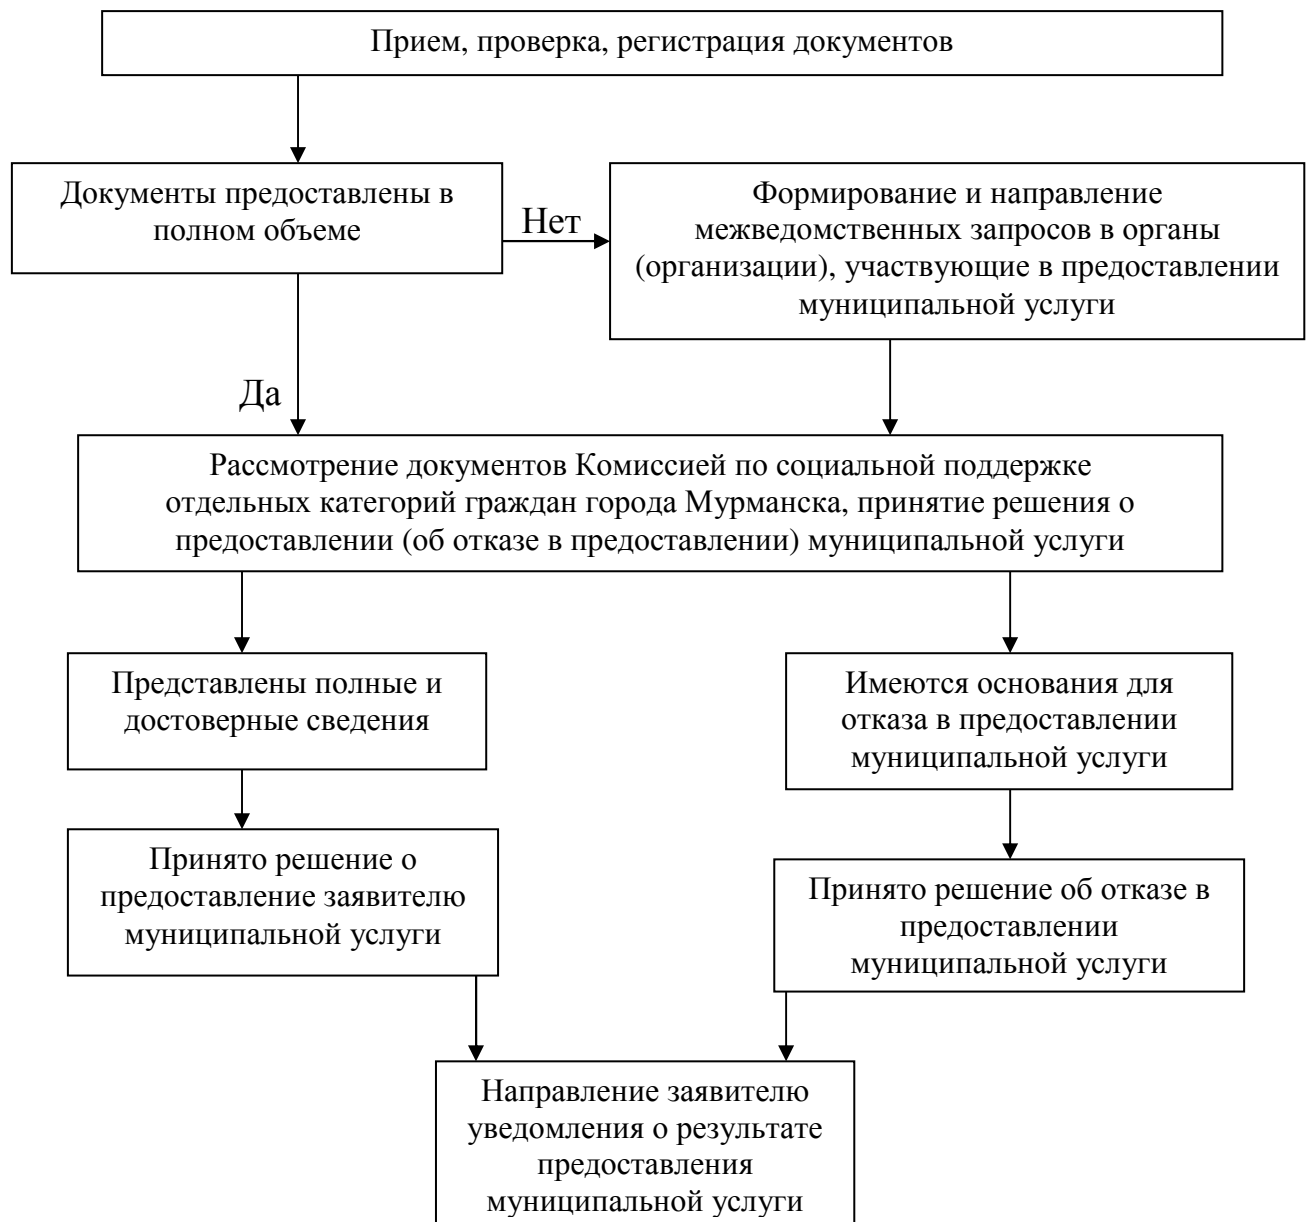 Прием, проверка, регистрация документов
Документы предоставлены в
полном объеме
Нет
Формирование и направление
межведомственных запросов в органы
(организации), участвующие в предоставлении
муниципальной услуги
Да
Рассмотрение документов Комиссией по социальной поддержке
отдельных категорий граждан города Мурманска, принятие решения о
предоставлении (об отказе в предоставлении) муниципальной услуги
Представлены полные и
достоверные сведения
Имеются основания для
отказа в предоставлении
муниципальной услуги
Принято решение о
предоставление заявителю
муниципальной услуги
Принято решение об отказе в
предоставлении
муниципальной услуги
Направление заявителю
уведомления о результате
предоставления
муниципальной услуги